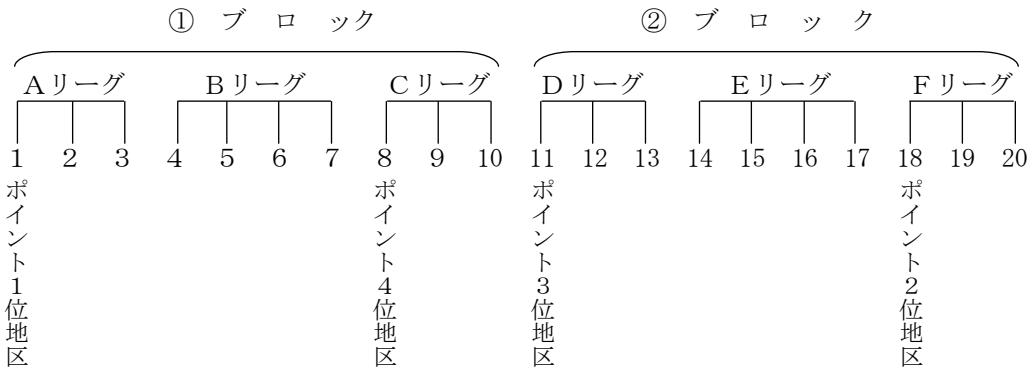 ① ブ ロ ック ② ブ ロ ッ ク
Aリーグ Bリーグ Cリーグ Dリーグ Eリーグ Fリーグ
1 2 3 4 5 6 7 8 9 10 11 12 13 14 15 16 17 18 19 20
ポイント1位地区
ポイント4位地区
ポイント3位地区
ポイント2位地区